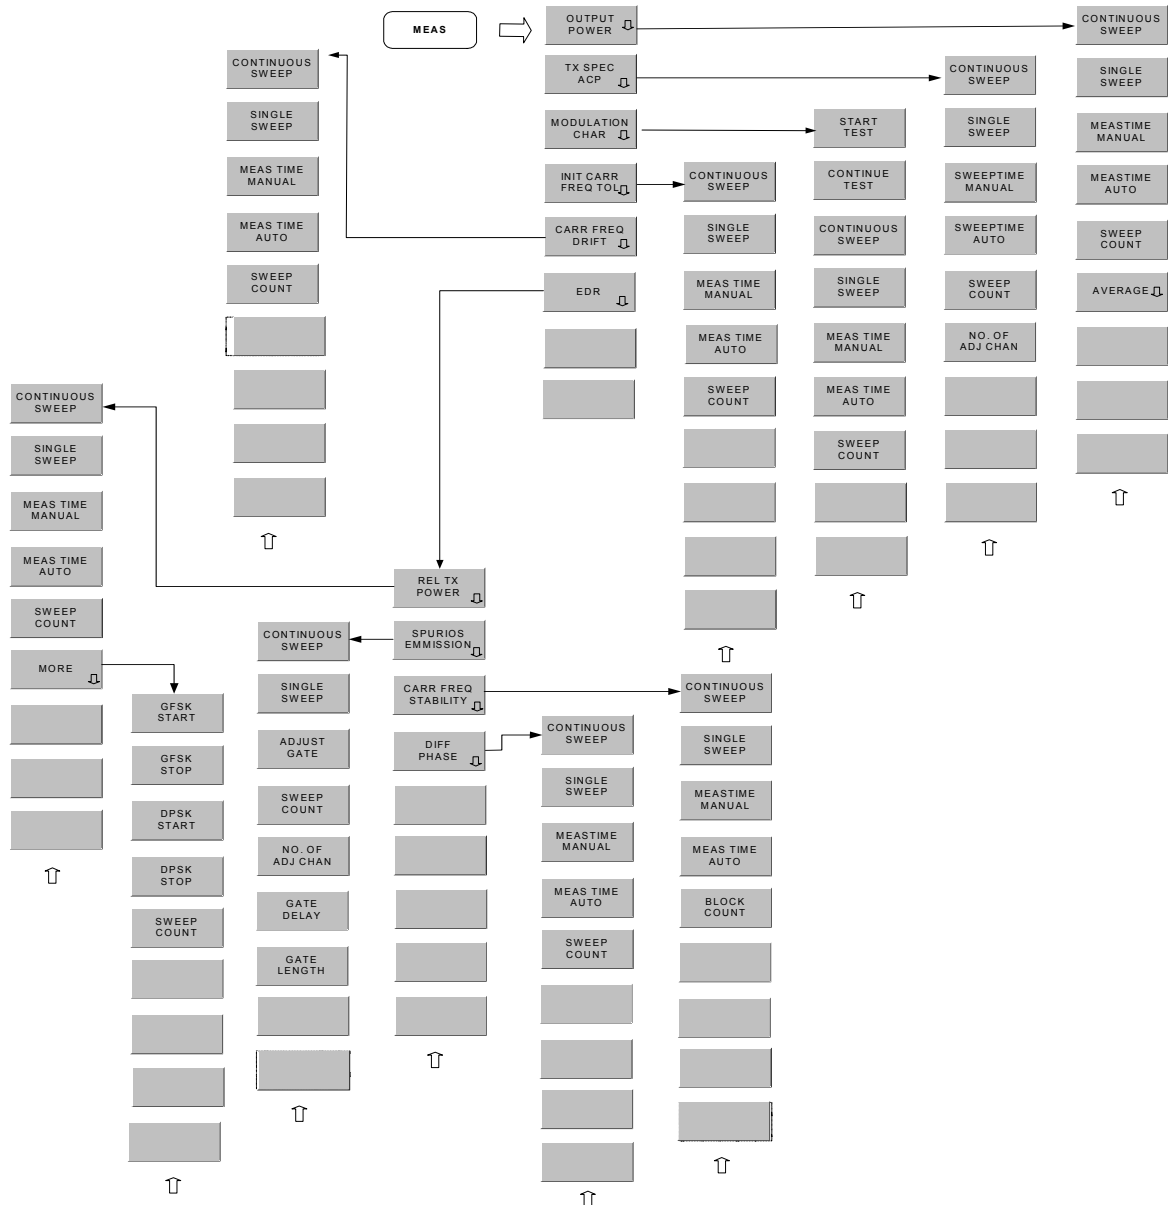 MEAS
OUTPUT
POWER
TX SPEC
ACP
MODULATION
CHAR
INIT CARR
FREQ TOL
CARR FREQ
DRIFT
EDR
CONTINUOUS
SWEEP
SINGLE
SWEEP
MEASTIME
MANUAL
MEASTIME
AUTO
SWEEP
COUNT
AVERAGE
CONTINUOUS
SWEEP
SINGLE
SWEEP
SWEEPTIME
MANUAL
SWEEPTIME
AUTO
SWEEP
COUNT
NO. OF
ADJ CHAN
START
TEST
CONTINUE
TEST
CONTINUOUS
SWEEP
SINGLE
SWEEP
MEAS TIME
MANUAL
MEAS TIME
AUTO
SWEEP
COUNT
CONTINUOUS
SWEEP
SINGLE
SWEEP
MEAS TIME
MANUAL
MEAS TIME
AUTO
SWEEP
COUNT
CONTINUOUS
SWEEP
SINGLE
SWEEP
MEAS TIME
MANUAL
MEAS TIME
AUTO
SWEEP
COUNT
REL TX
POWER
SPURIOS
EMMISSION
CARR FREQ
STABILITY
DIFF
PHASE
CONTINUOUS
SWEEP
SINGLE
SWEEP
MEAS TIME
MANUAL
MEAS TIME
AUTO
SWEEP
COUNT
MORE
GFSK
START
GFSK
STOP
DPSK
START
DPSK
STOP
SWEEP
COUNT
CONTINUOUS
SWEEP
SINGLE
SWEEP
ADJUST
GATE
SWEEP
COUNT
NO. OF
ADJ CHAN
GATE
DELAY
GATE
LENGTH
CONTINUOUS
SWEEP
SINGLE
SWEEP
MEASTIME
MANUAL
MEAS TIME
AUTO
BLOCK
COUNT
CONTINUOUS
SWEEP
SINGLE
SWEEP
MEASTIME
MANUAL
MEAS TIME
AUTO
SWEEP
COUNT